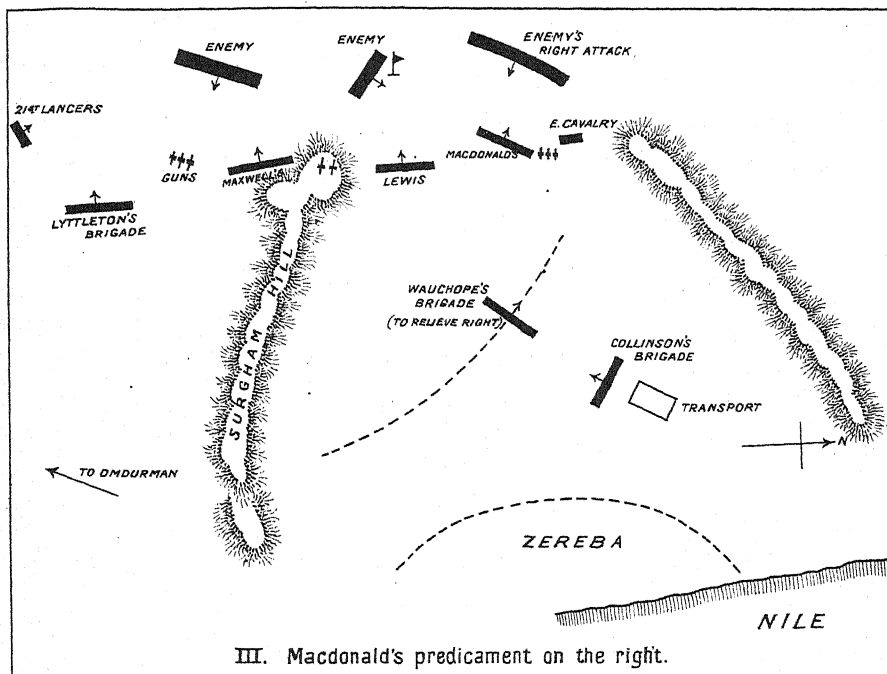 ENEMY
ENEMY
ENEMY'S
RIGHT ATTACK
21ST LANCERS
E. CAVALRY
MACDONALD'S
GUNS
MAXWELL'S
LEWIS
LYTTLETON'S
BRIGADE
SURGHAM HILL
WAUCHOPE'S
BRIGADE
(TO RELIEVE RIGHT)
COLLINSON'S
BRIGADE
TRANSPORT
N
TO OMDURMAN
ZEREBA
NILE
III. Macdonald's predicament on the right.